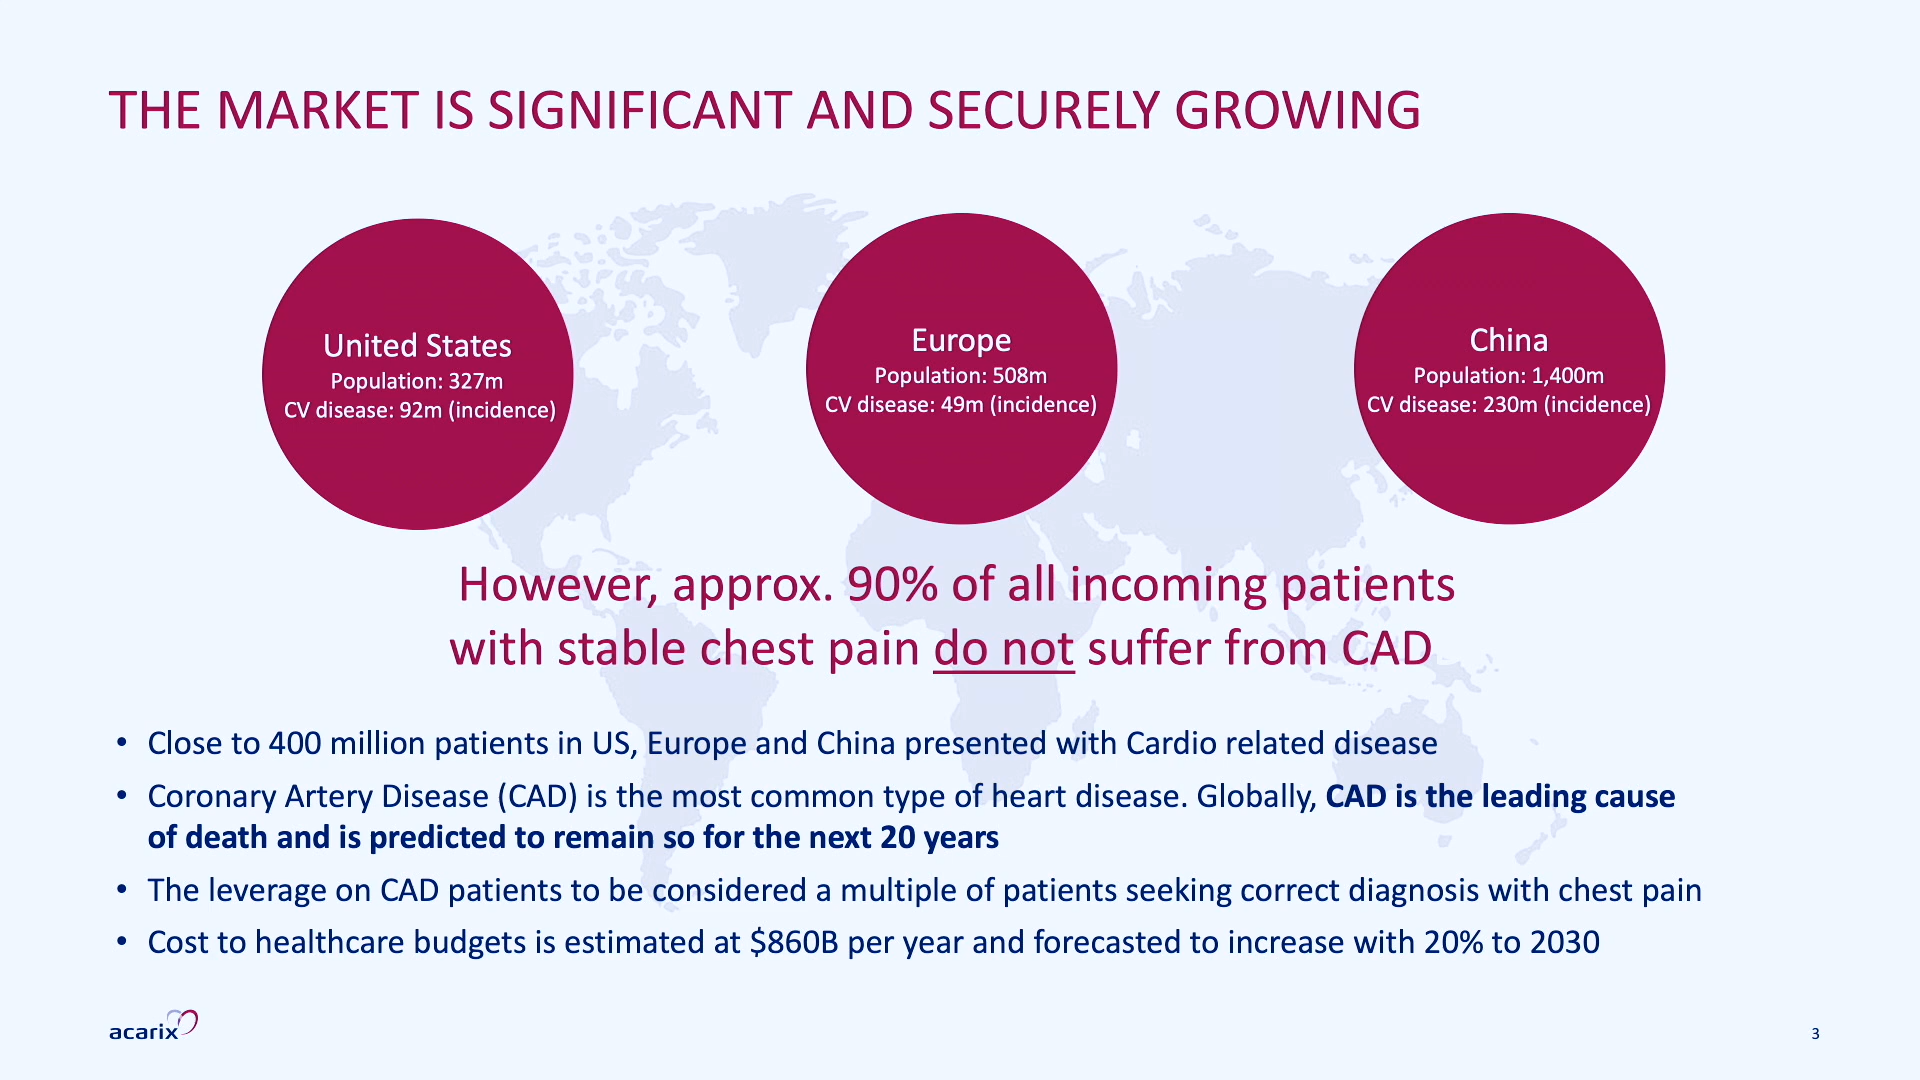 THE MARKET IS SIGNIFICANT AND SECURELY GROWING
United States
Population: 327m
CV disease: 92m (incidence)
Europe
Population: 508m
CV disease: 49m (incidence)
China
Population: 1,400m
CV disease: 230m (incidence)
However, approx. 90% of all incoming patients
with stable chest pain do not suffer from CAD
• Close to 400 million patients in US, Europe and China presented with Cardio related disease
• Coronary Artery Disease (CAD) is the most common type of heart disease. Globally, CAD is the leading cause
of death and is predicted to remain so for the next 20 years
• The leverage on CAD patients to be considered a multiple of patients seeking correct diagnosis with chest pain
• Cost to healthcare budgets is estimated at $860B per year and forecasted to increase with 20% to 2030
acarix
3